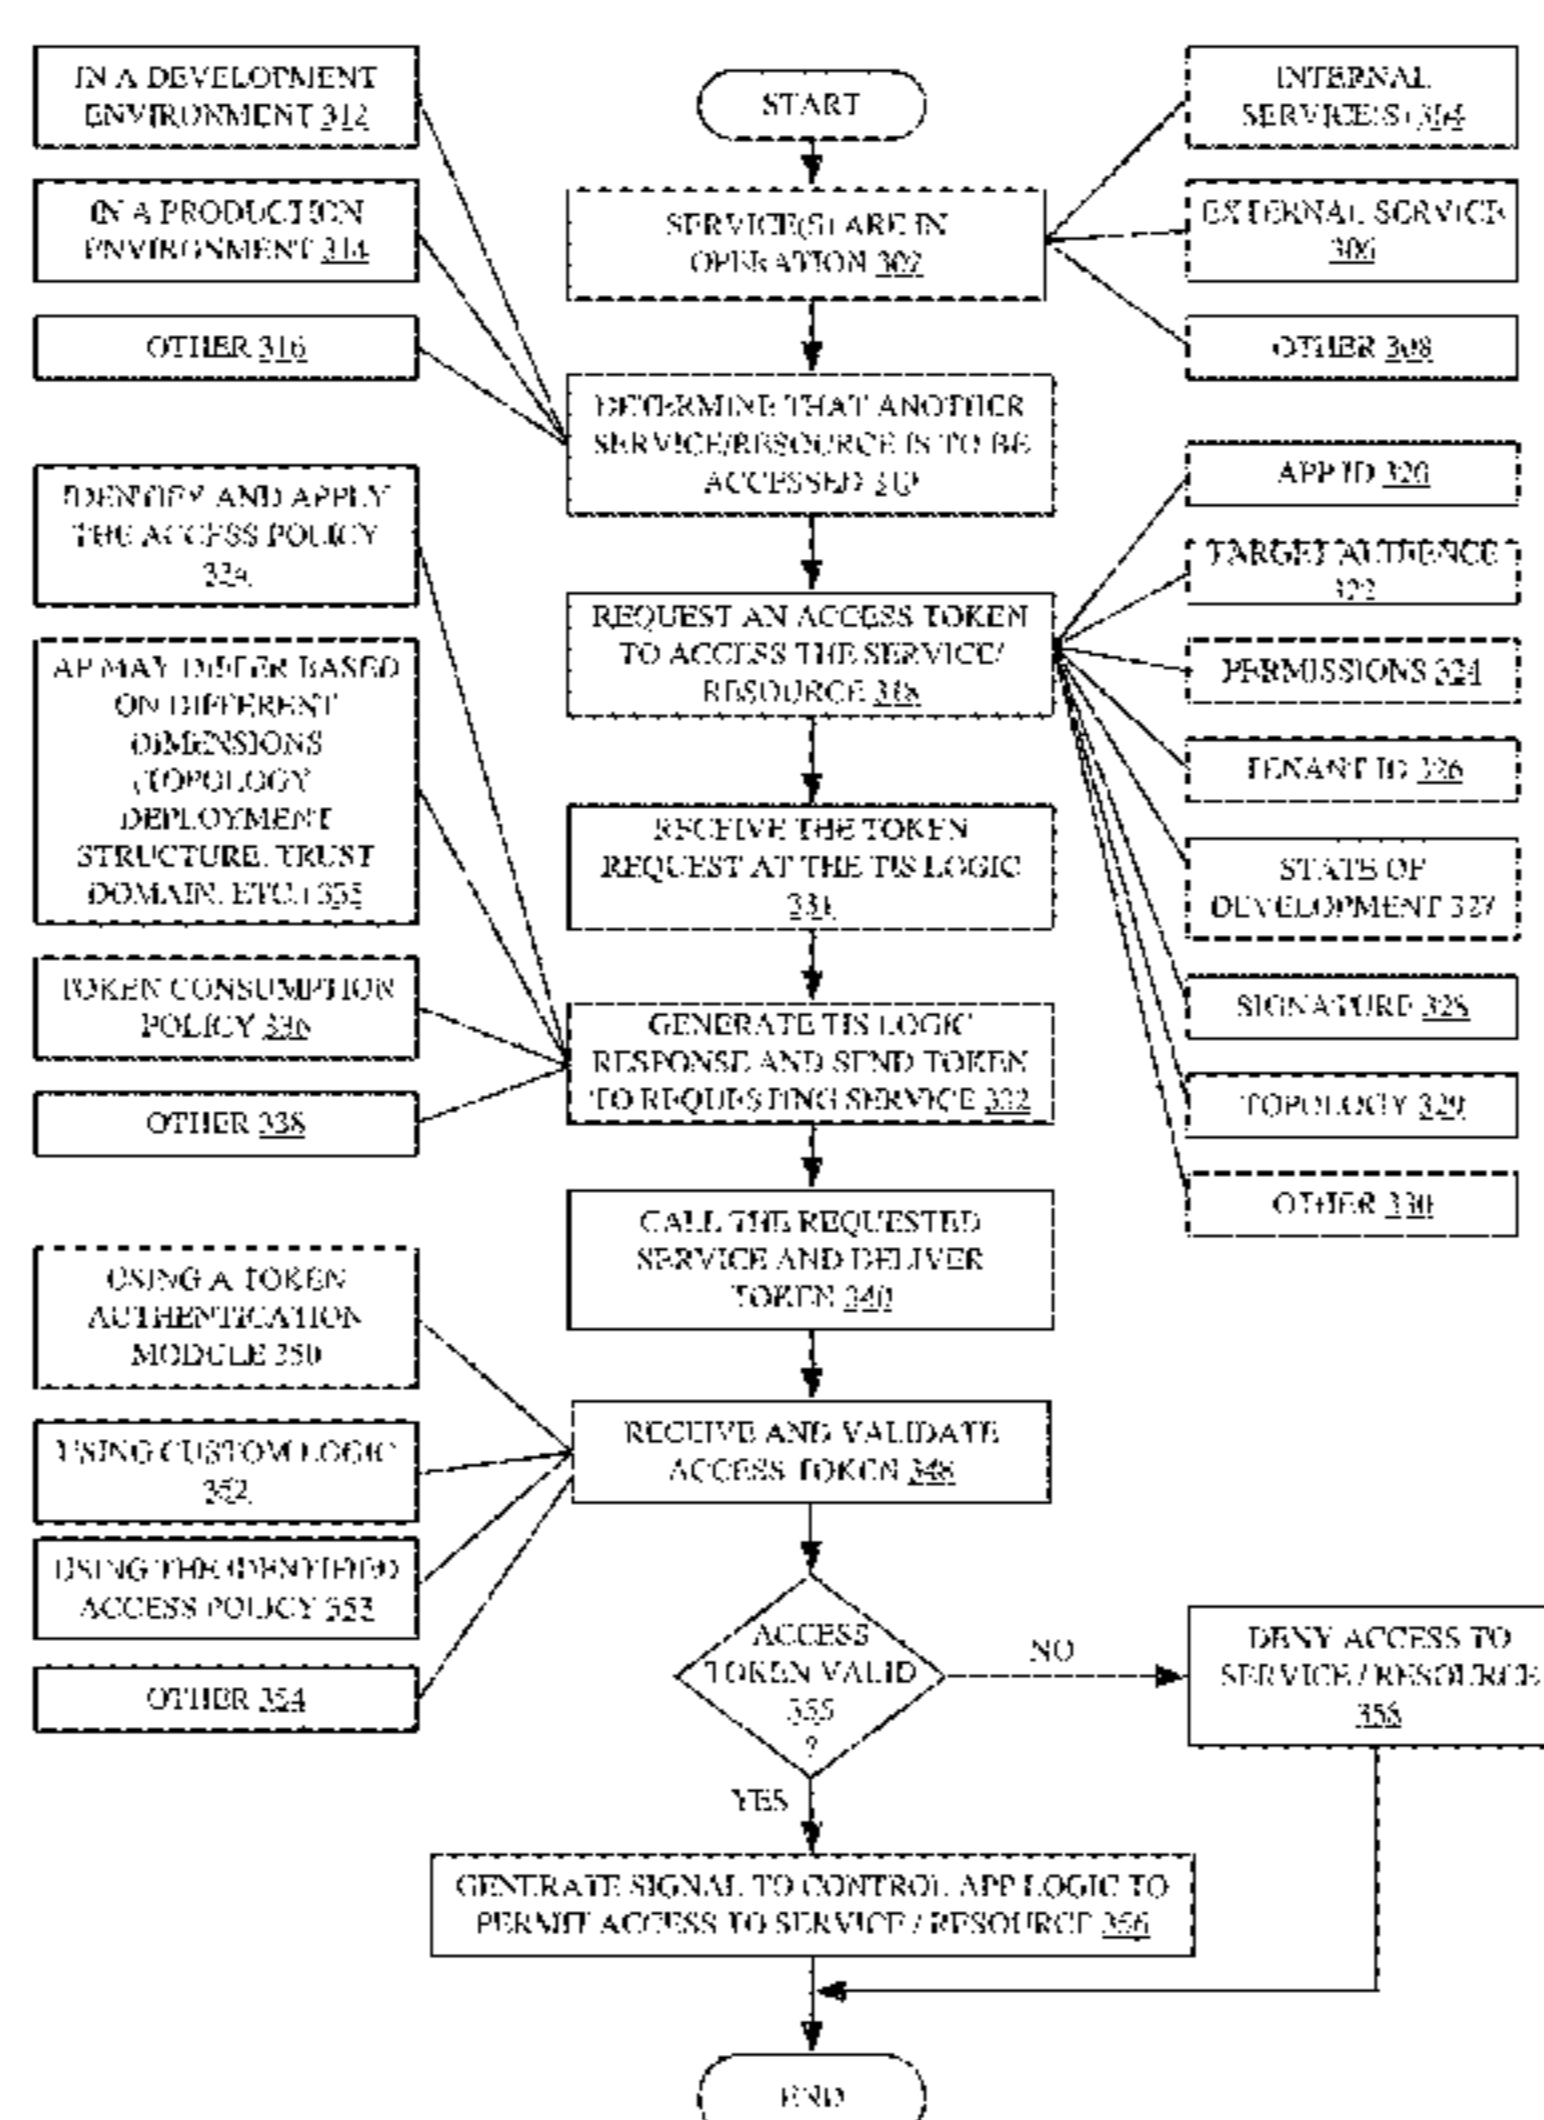 START
SERVICE(S) ARE IN
OPERATION 302
INTERNAL
SERVICE(S) 304
EXTERNAL SERVICE
306
OTHER 308
IN A DEVELOPMENT
ENVIRONMENT 312
IN A PRODUCTION
ENVIRONMENT 314
OTHER 316
DETERMINE THAT ANOTHER
SERVICE/RESOURCE IS TO BE
ACCESSED
REQUEST AN ACCESS TOKEN
TO ACCESS THE SERVICE/
RESOURCE 318
APP ID 320
TARGET AUDIENCE
322
PERMISSIONS 324
TENANT ID 326
STATE OF
DEVELOPMENT 327
SIGNATURE 328
TOPOLOGY 329
OTHER 330
RECEIVE THE TOKEN
REQUEST AT THE TIS LOGIC
331
IDENTIFY AND APPLY
THE ACCESS POLICY
334
AP MAY DIFFER BASED
ON DIFFERENT
DIMENSIONS
(TOPOLOGY
DEPLOYMENT
STRUCTURE, TRUST
DOMAIN, ETC.) 335
TOKEN CONSUMPTION
POLICY 336
OTHER 338
GENERATE TIS LOGIC
RESPONSE AND SEND TOKEN
TO REQUESTING SERVICE 332
CALL THE REQUESTED
SERVICE AND DELIVER
TOKEN 340
USING A TOKEN
AUTHENTICATION
MODULE 350
USING CUSTOM LOGIC
352
USING THE IDENTIFIED
ACCESS POLICY 353
OTHER 354
RECEIVE AND VALIDATE
ACCESS TOKEN 348
ACCESS
TOKEN VALID
355
?
NO
DENY ACCESS TO
SERVICE / RESOURCE
358
YES
GENERATE SIGNAL TO CONTROL APP LOGIC TO
PERMIT ACCESS TO SERVICE / RESOURCE 356
END